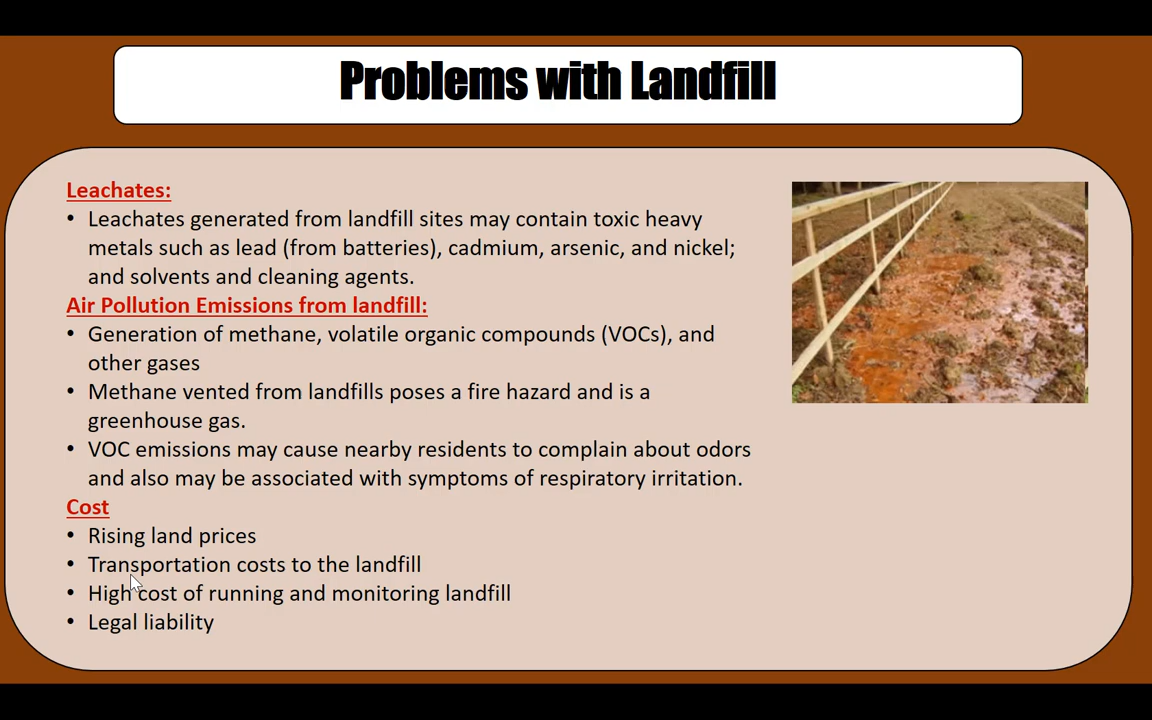 Problems with Landfill
Leachates:
• Leachates generated from landfill sites may contain toxic heavy
metals such as lead (from batteries), cadmium, arsenic, and nickel;
and solvents and cleaning agents.
Air Pollution Emissions from landfill:
• Generation of methane, volatile organic compounds (VOCs), and
other gases
• Methane vented from landfills poses a fire hazard and is a
greenhouse gas.
• VOC emissions may cause nearby residents to complain about odors
and also may be associated with symptoms of respiratory irritation.
Cost
• Rising land prices
• Transportation costs to the landfill
• High cost of running and monitoring landfill
• Legal liability